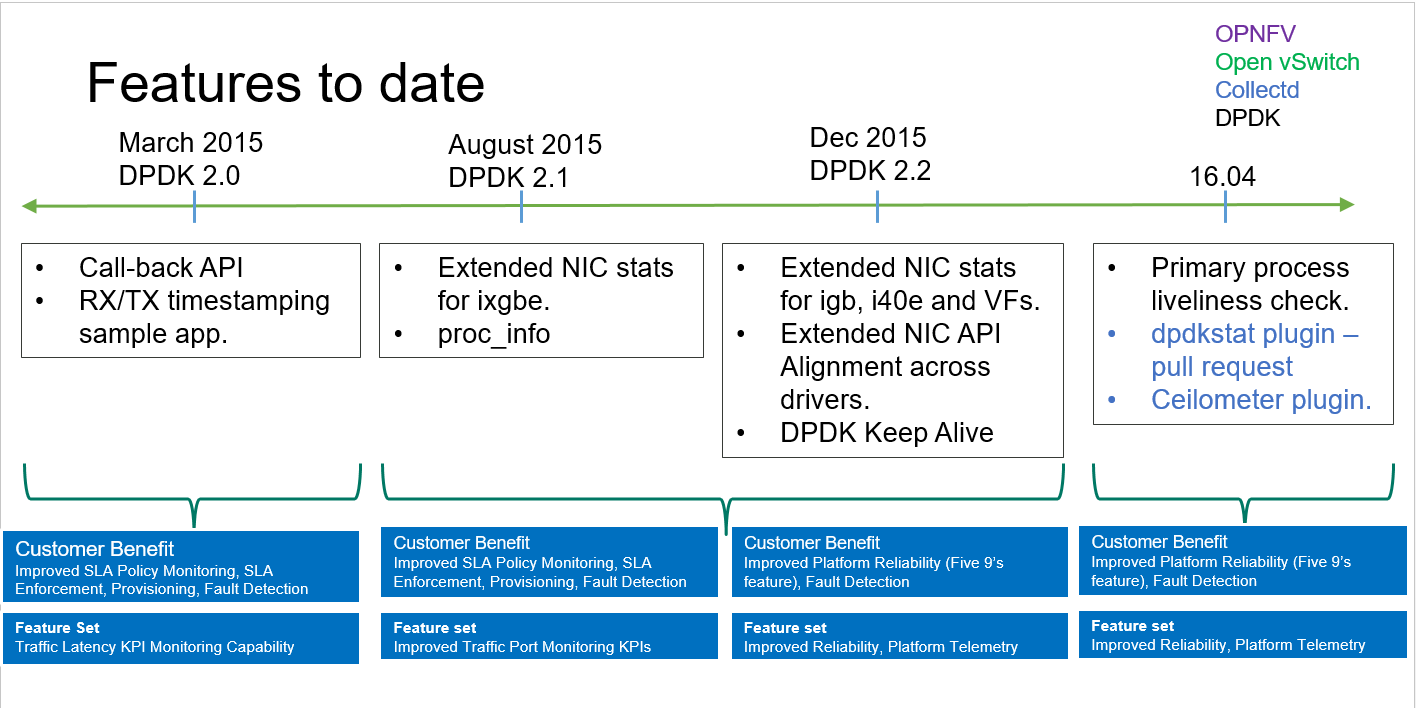 OPNFV
Open vSwitch
Collectd
DPDK
Features to date
March 2015
DPDK 2.0
August 2015
DPDK 2.1
Dec 2015
DPDK 2.2
16.04
• Call-back API
• RX/TX timestamping
sample app.
• Extended NIC stats
for ixgbe.
• proc_info
• Extended NIC stats
for igb, i40e and VFs.
• Extended NIC API
Alignment across
drivers.
• DPDK Keep Alive
• Primary process
liveliness check.
• dpdkstat plugin –
pull request
• Ceilometer plugin.
Customer Benefit
Improved SLA Policy Monitoring, SLA
Enforcement, Provisioning, Fault Detection
Feature Set
Traffic Latency KPI Monitoring Capability
Customer Benefit
Improved SLA Policy Monitoring, SLA
Enforcement, Provisioning, Fault Detection
Feature set
Improved Traffic Port Monitoring KPIs
Customer Benefit
Improved Platform Reliability (Five 9's
feature), Fault Detection
Feature set
Improved Reliability, Platform Telemetry
Customer Benefit
Improved Platform Reliability (Five 9's
feature), Fault Detection
Feature set
Improved Reliability, Platform Telemetry